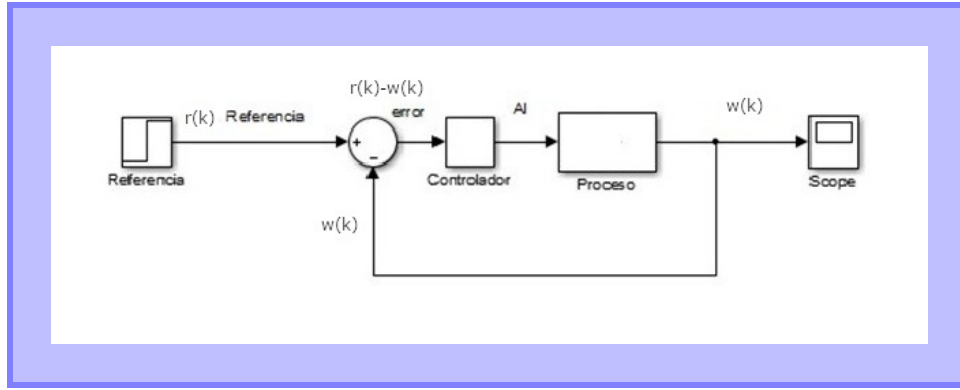 r(k)-w(k)
r(k) Referencia
error
AI
w(k)
Referencia
Controlador
Proceso
Scope
w(k)